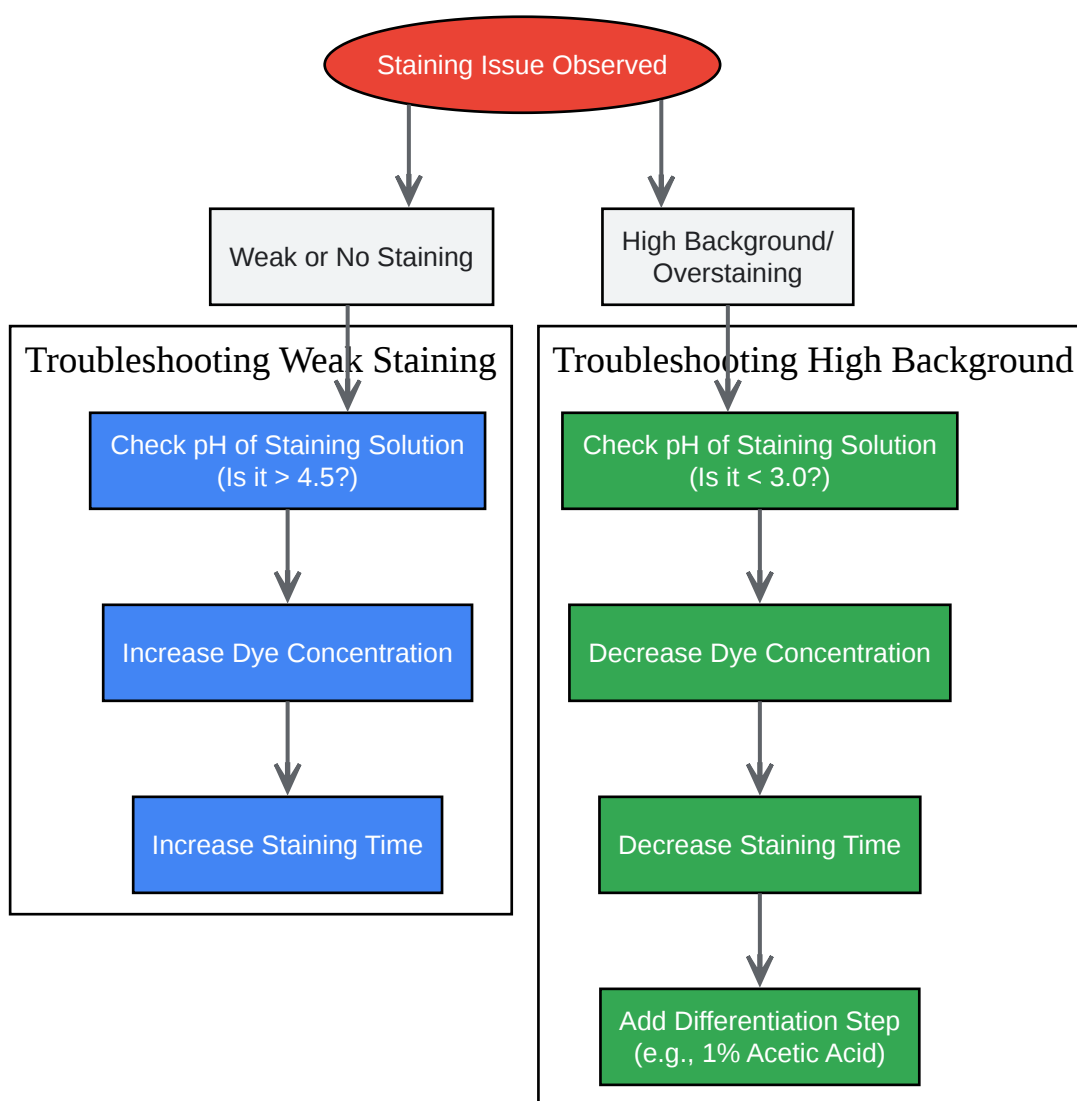 Staining Issue Observed
Weak or No Staining
High Background/
Overstaining
Troubleshooting Weak Staining
Troubleshooting High Background
Check pH of Staining Solution
(Is it > 4.5?)
Check pH of Staining Solution
(Is it < 3.0?)
Increase Dye Concentration
Decrease Dye Concentration
Increase Staining Time
Decrease Staining Time
Add Differentiation Step
(e.g., 1% Acetic Acid)